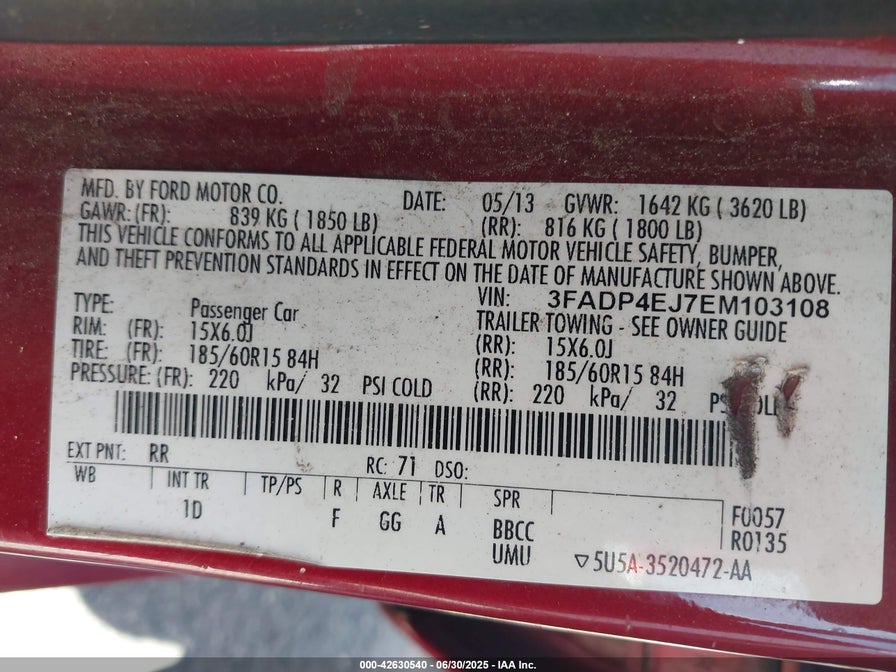 MFD. BY FORD MOTOR CO. DATE: 05/13 GVWR: 1642 KG ( 3620 LB)
GAWR: (FR): 839 KG ( 1850 LB) (RR): 816 KG ( 1800 LB)
THIS VEHICLE CONFORMS TO ALL APPLICABLE FEDERAL MOTOR VEHICLE SAFETY, BUMPER,
AND THEFT PREVENTION STANDARDS IN EFFECT ON THE DATE OF MANUFACTURE SHOWN ABOVE.
VIN: 3FADP4EJ7EM103108
TYPE: Passenger Car TRAILER TOWING - SEE OWNER GUIDE
RIM: (FR): 15X6.0J (RR): 15X6.0J
TIRE: (FR): 185/60R15 84H (RR): 185/60R15 84H
PRESSURE: (FR): 220 kPa/ 32 PSI COLD (RR): 220 kPa/ 32
EXT PNT: RR RC: 71 DSO:
WB INT TR TP/PS R AXLE TR SPR
1D F GG A BBCC F0057
UMU R0135
▽5U5A-3520472-AA
000-42630540 - 06/30/2025 - IAA Inc.